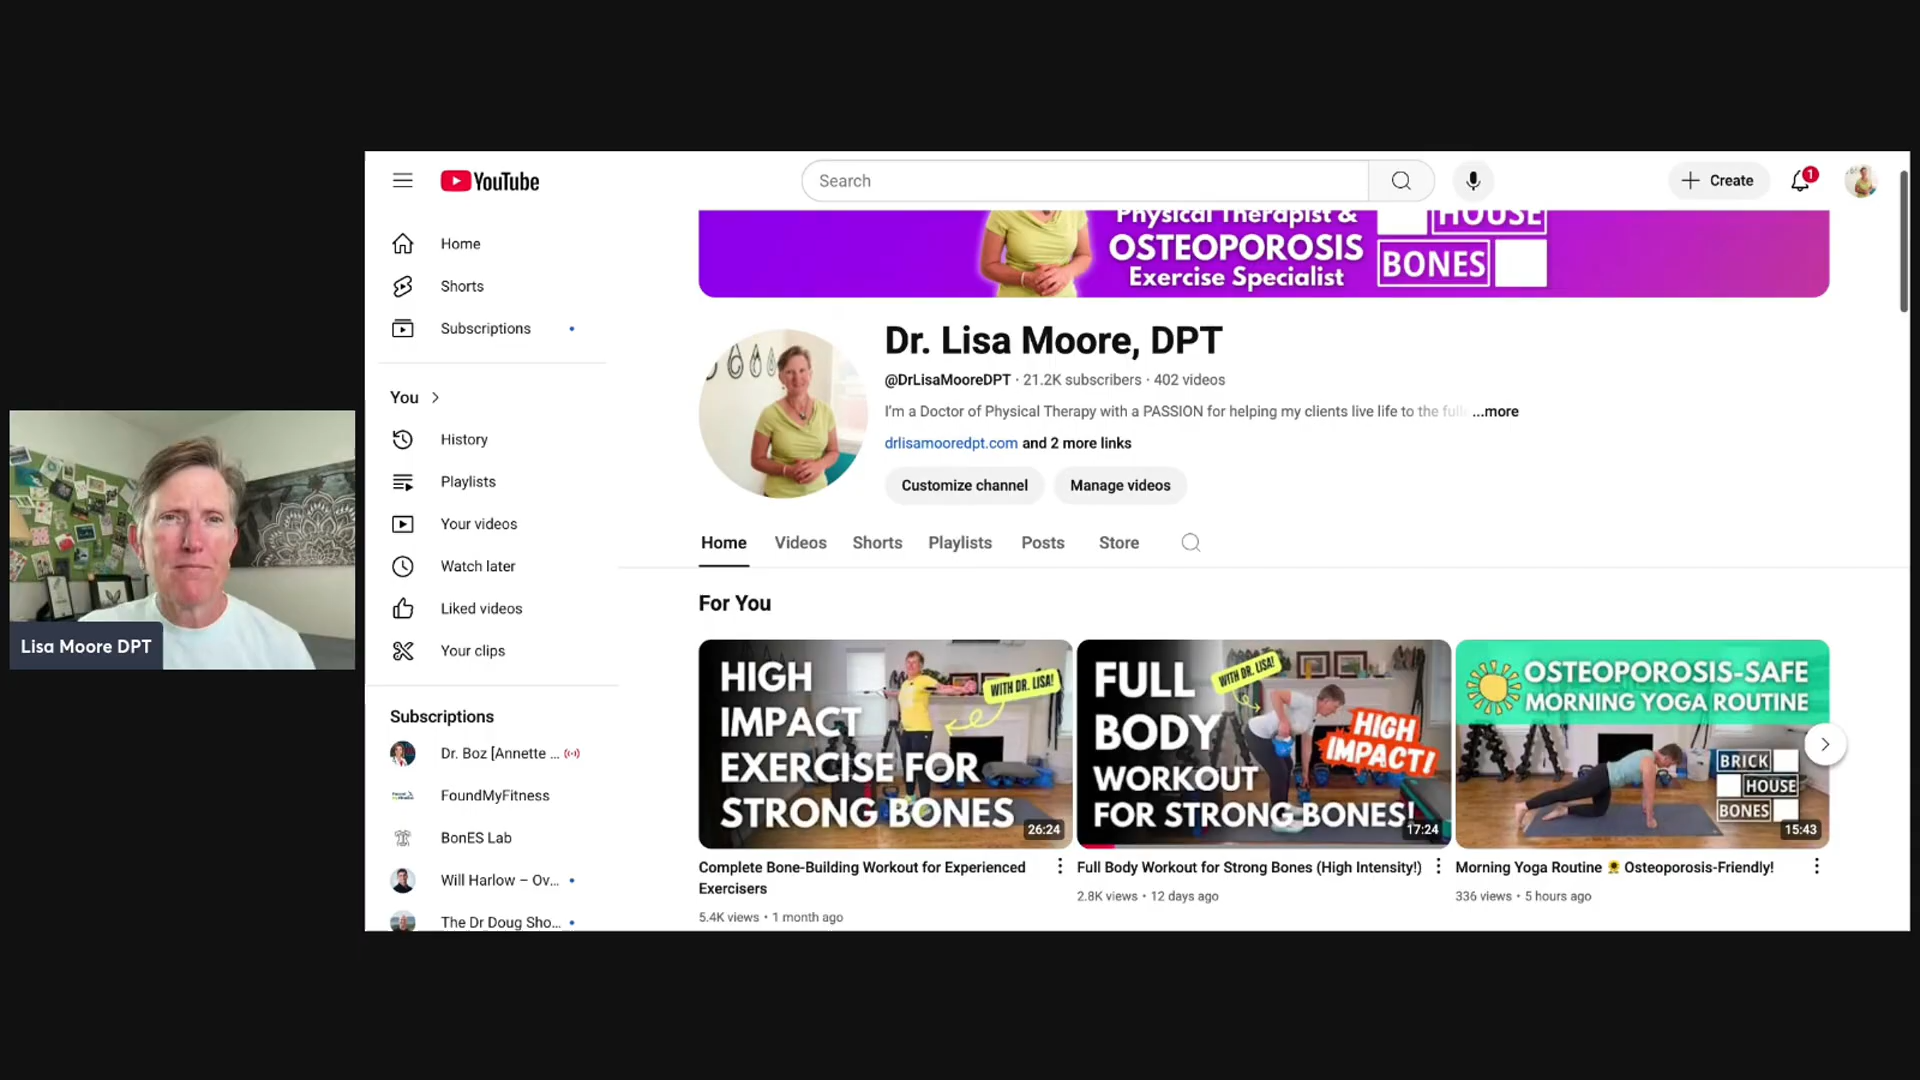 YouTube
Search
Create
1
Home
Shorts
Subscriptions
You
History
Playlists
Your videos
Watch later
Liked videos
Your clips
Subscriptions
Dr. Boz [Annette ...
FoundMyFitness
BonES Lab
Will Harlow – Ov...
The Dr Doug Sho...
Lisa Moore DPT
Physical Therapist &
OSTEOPOROSIS
Exercise Specialist
HOUSE
BONES
Dr. Lisa Moore, DPT
@DrLisaMooreDPT · 21.2K subscribers · 402 videos
I'm a Doctor of Physical Therapy with a PASSION for helping my clients live life to the full ...more
drlisamooredpt.com and 2 more links
Customize channel
Manage videos
Home
Videos
Shorts
Playlists
Posts
Store
For You
HIGH
IMPACT
EXERCISE FOR
STRONG BONES
WITH DR. LISA!
26:24
Complete Bone-Building Workout for Experienced
Exercisers
5.4K views · 1 month ago
FULL
BODY
WORKOUT
FOR STRONG BONES!
WITH DR. LISA!
HIGH
IMPACT!
17:24
Full Body Workout for Strong Bones (High Intensity!)
2.8K views · 12 days ago
OSTEOPOROSIS-SAFE
MORNING YOGA ROUTINE
BRICK
HOUSE
BONES
15:43
Morning Yoga Routine 🌻 Osteoporosis-Friendly!
336 views · 5 hours ago